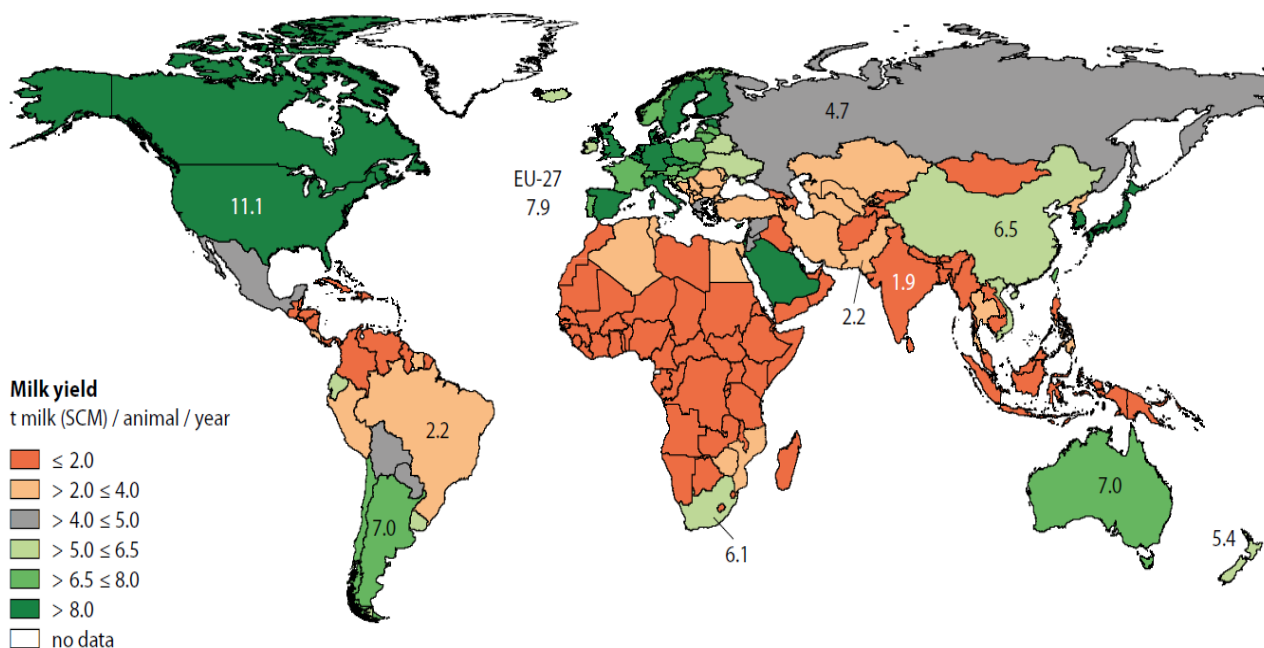 4.7
EU-27
7.9
11.1
6.5
1.9
2.2
2.2
7.0
7.0
5.4
6.1
Milk yield
t milk (SCM) / animal / year
≤ 2.0
> 2.0 ≤ 4.0
> 4.0 ≤ 5.0
> 5.0 ≤ 6.5
> 6.5 ≤ 8.0
> 8.0
no data